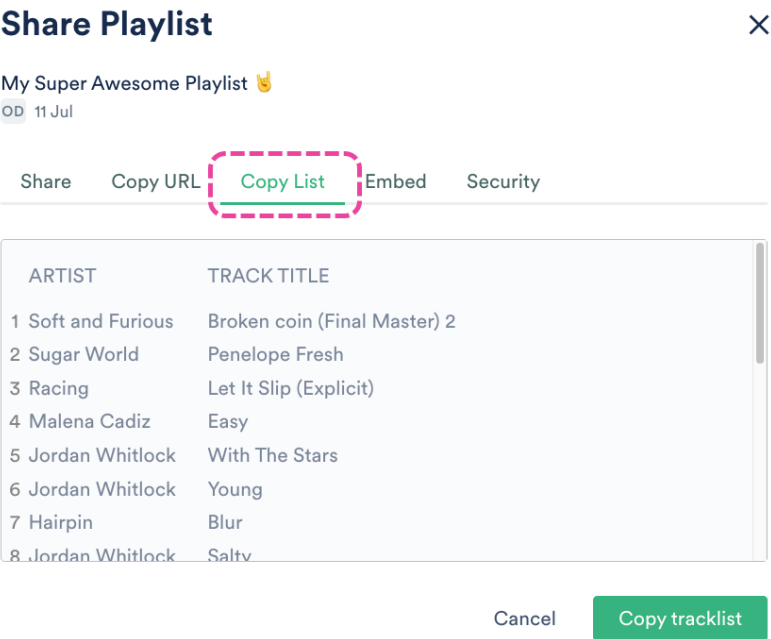 Share Playlist
My Super Awesome Playlist 🤘
OD 11 Jul
Share Copy URL Copy List Embed Security
ARTIST TRACK TITLE
1 Soft and Furious Broken coin (Final Master) 2
2 Sugar World Penelope Fresh
3 Racing Let It Slip (Explicit)
4 Malena Cadiz Easy
5 Jordan Whitlock With The Stars
6 Jordan Whitlock Young
7 Hairpin Blur
8 Jordan Whitlock Salty
Cancel Copy tracklist